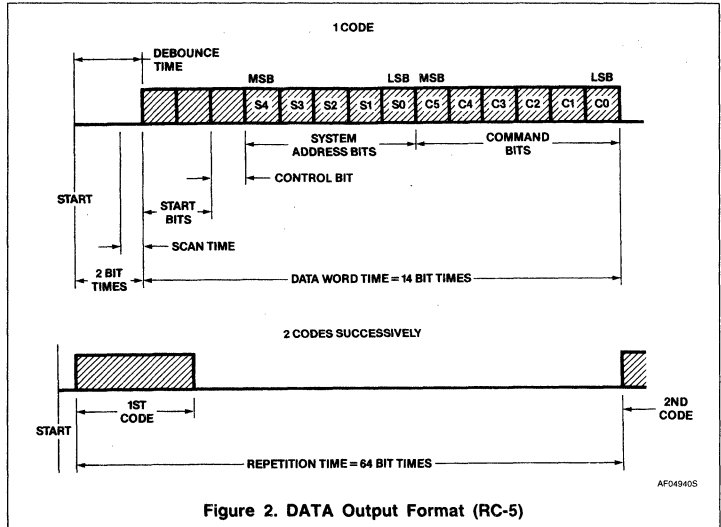 1 CODE
DEBOUNCE
TIME
MSB LSB MSB LSB
S4 S3 S2 S1 S0 C5 C4 C3 C2 C1 C0
SYSTEM
ADDRESS BITS
COMMAND
BITS
CONTROL BIT
START
START
BITS
SCAN TIME
2 BIT
TIMES
DATA WORD TIME = 14 BIT TIMES
2 CODES SUCCESSIVELY
1ST
CODE
2ND
CODE
START
REPETITION TIME = 64 BIT TIMES
AF04940S
Figure 2. DATA Output Format (RC-5)